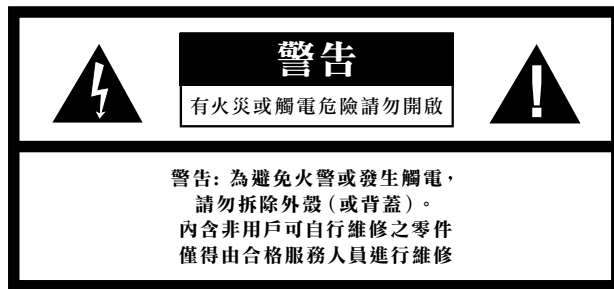 警告
有火災或觸電危險請勿開啟
警告: 為避免火警或發生觸電，
請勿拆除外殼（或背蓋）。
內含非用戶可自行維修之零件
僅得由合格服務人員進行維修